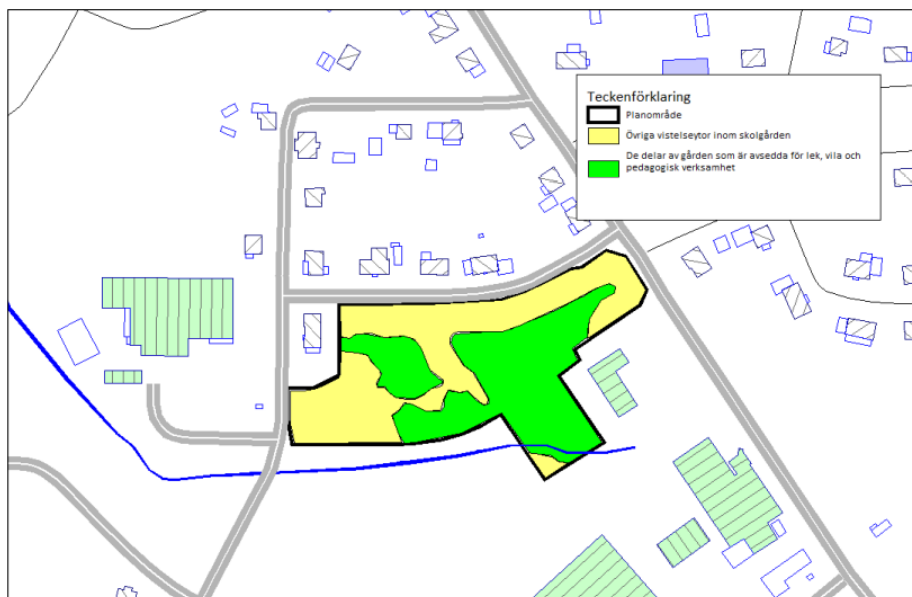 Teckenförklaring
Planområde
Övriga vistelseytor inom skolgården
De delar av gården som är avsedda för lek, vila och
pedagogisk verksamhet